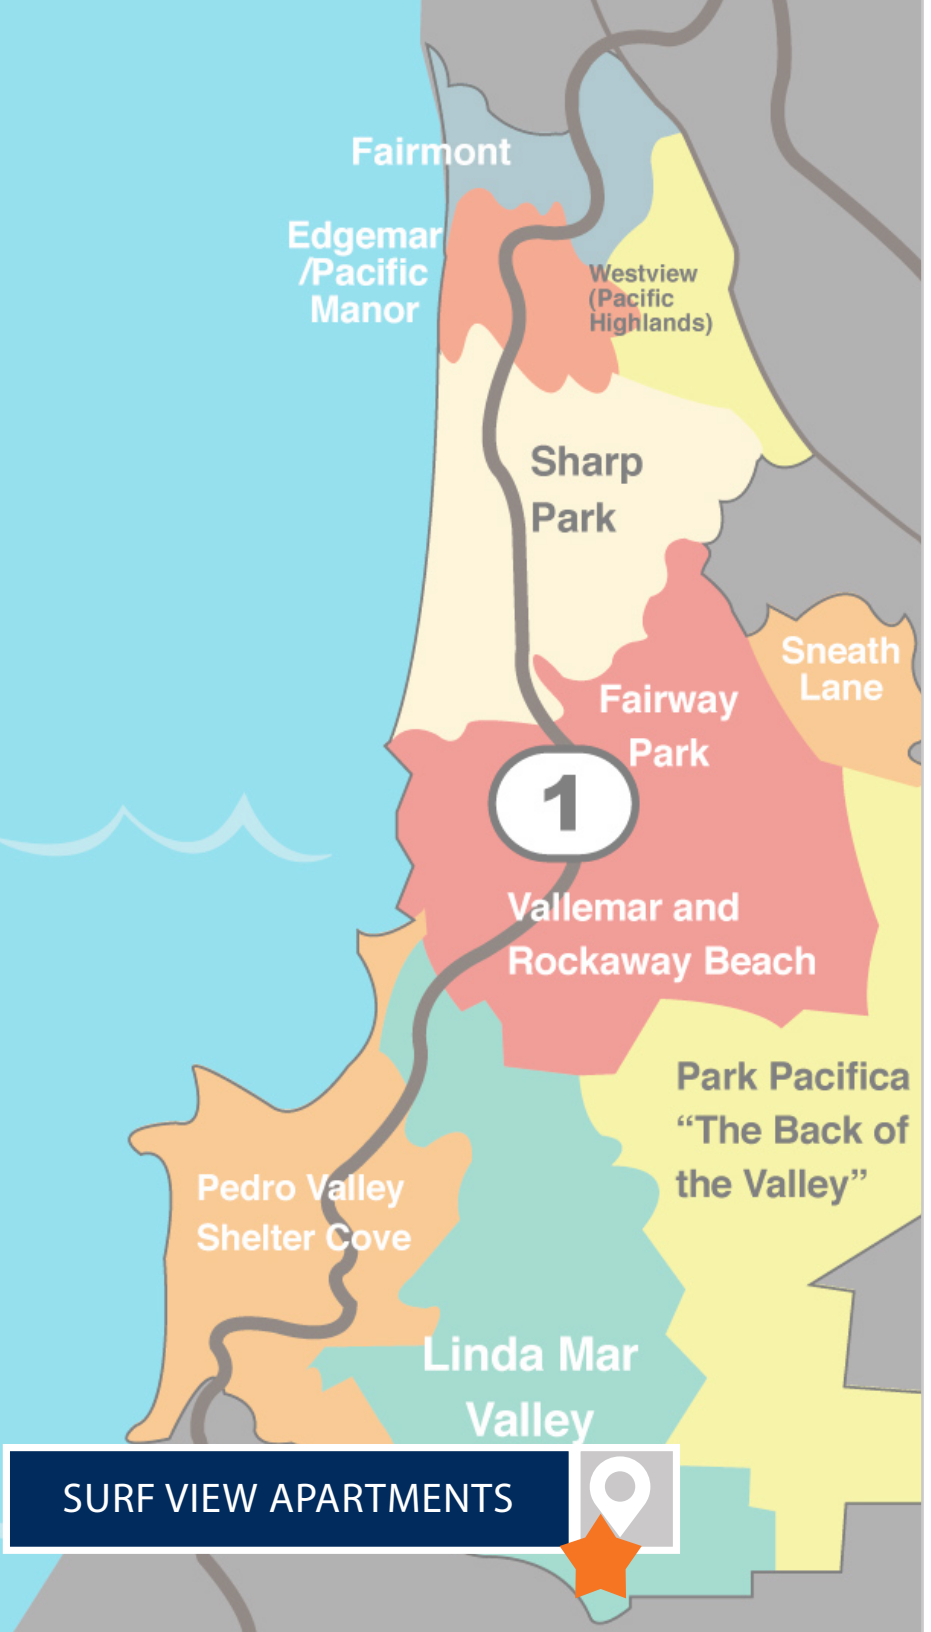 Fairmont
Edgemar
/Pacific
Manor
Westview
(Pacific
Highlands)
Sharp
Park
Sneath
Lane
Fairway
Park
1
Vallemar and
Rockaway Beach
Park Pacifica
“The Back of
the Valley”
Pedro Valley
Shelter Cove
Linda Mar
Valley
SURF VIEW APARTMENTS